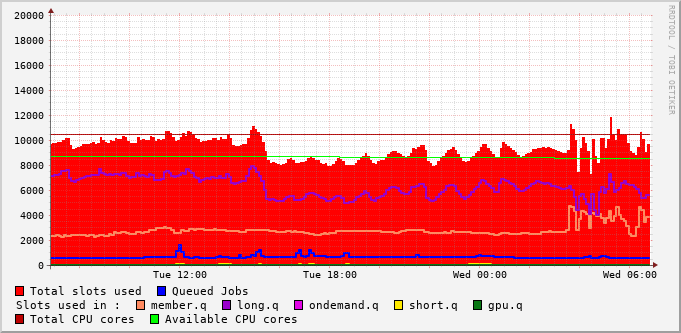 RRDTOOL / TOBI OETIKER
20000
18000
16000
14000
12000
10000
8000
6000
4000
2000
0
Tue 12:00 Tue 18:00 Wed 00:00 Wed 06:00
Total slots used Queued Jobs
Slots used in : member.q long.q ondemand.q short.q gpu.q
Total CPU cores Available CPU cores